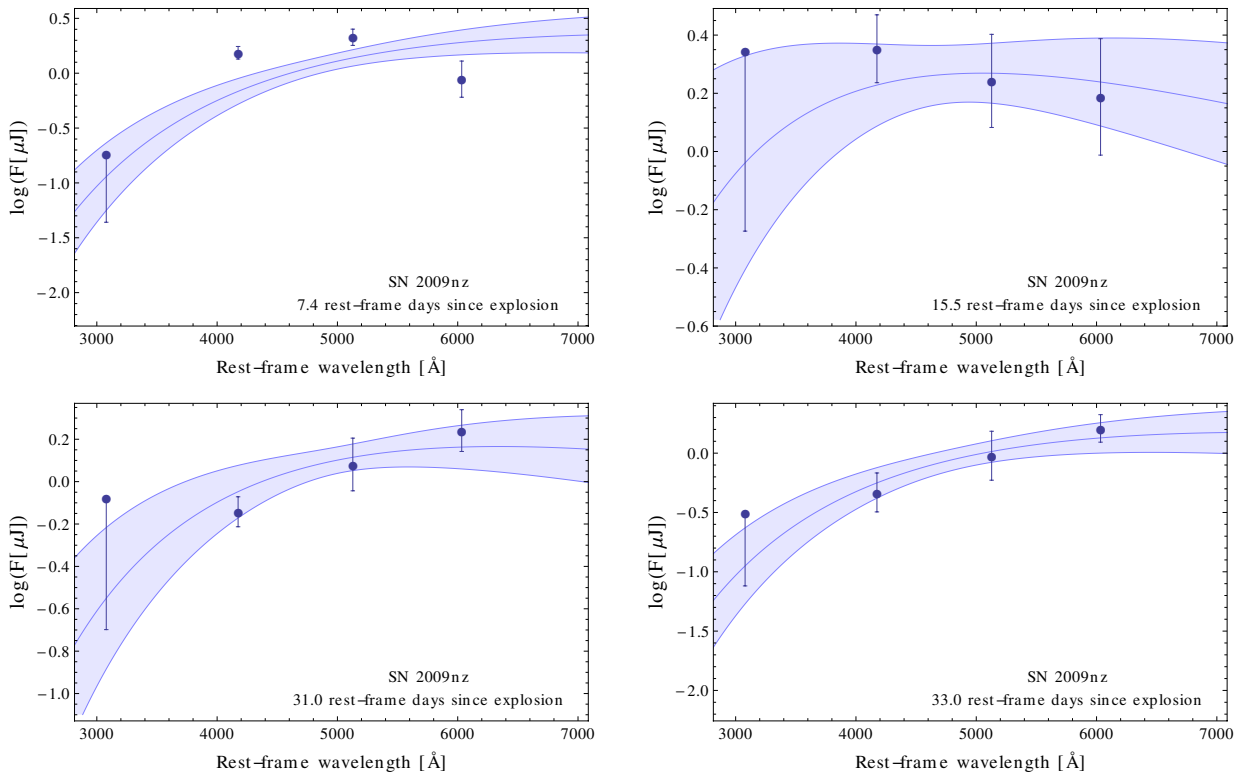 0.5
0.0
−0.5
−1.0
−1.5
−2.0
log(F[μJ])
SN 2009nz
7.4 rest−frame days since explosion
3000 4000 5000 6000 7000
Rest−frame wavelength [Å]
0.4
0.2
0.0
−0.2
−0.4
−0.6
log(F[μJ])
SN 2009nz
15.5 rest−frame days since explosion
3000 4000 5000 6000 7000
Rest−frame wavelength [Å]
0.2
0.0
−0.2
−0.4
−0.6
−0.8
−1.0
log(F[μJ])
SN 2009nz
31.0 rest−frame days since explosion
3000 4000 5000 6000 7000
Rest−frame wavelength [Å]
0.0
−0.5
−1.0
−1.5
−2.0
log(F[μJ])
SN 2009nz
33.0 rest−frame days since explosion
3000 4000 5000 6000 7000
Rest−frame wavelength [Å]